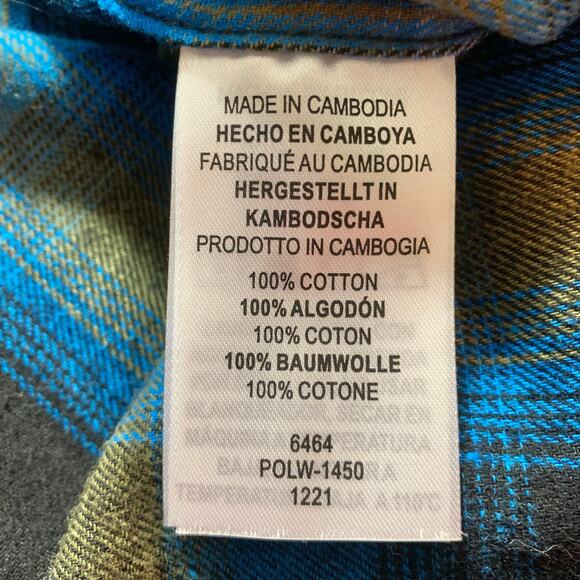 MADE IN CAMBODIA
HECHO EN CAMBOYA
FABRIQUÉ AU CAMBODIA
HERGESTELLT IN
KAMBODSCHA
PRODOTTO IN CAMBOGIA
100% COTTON
100% ALGODÓN
100% COTON
100% BAUMWOLLE
100% COTONE
6464
POLW-1450
1221